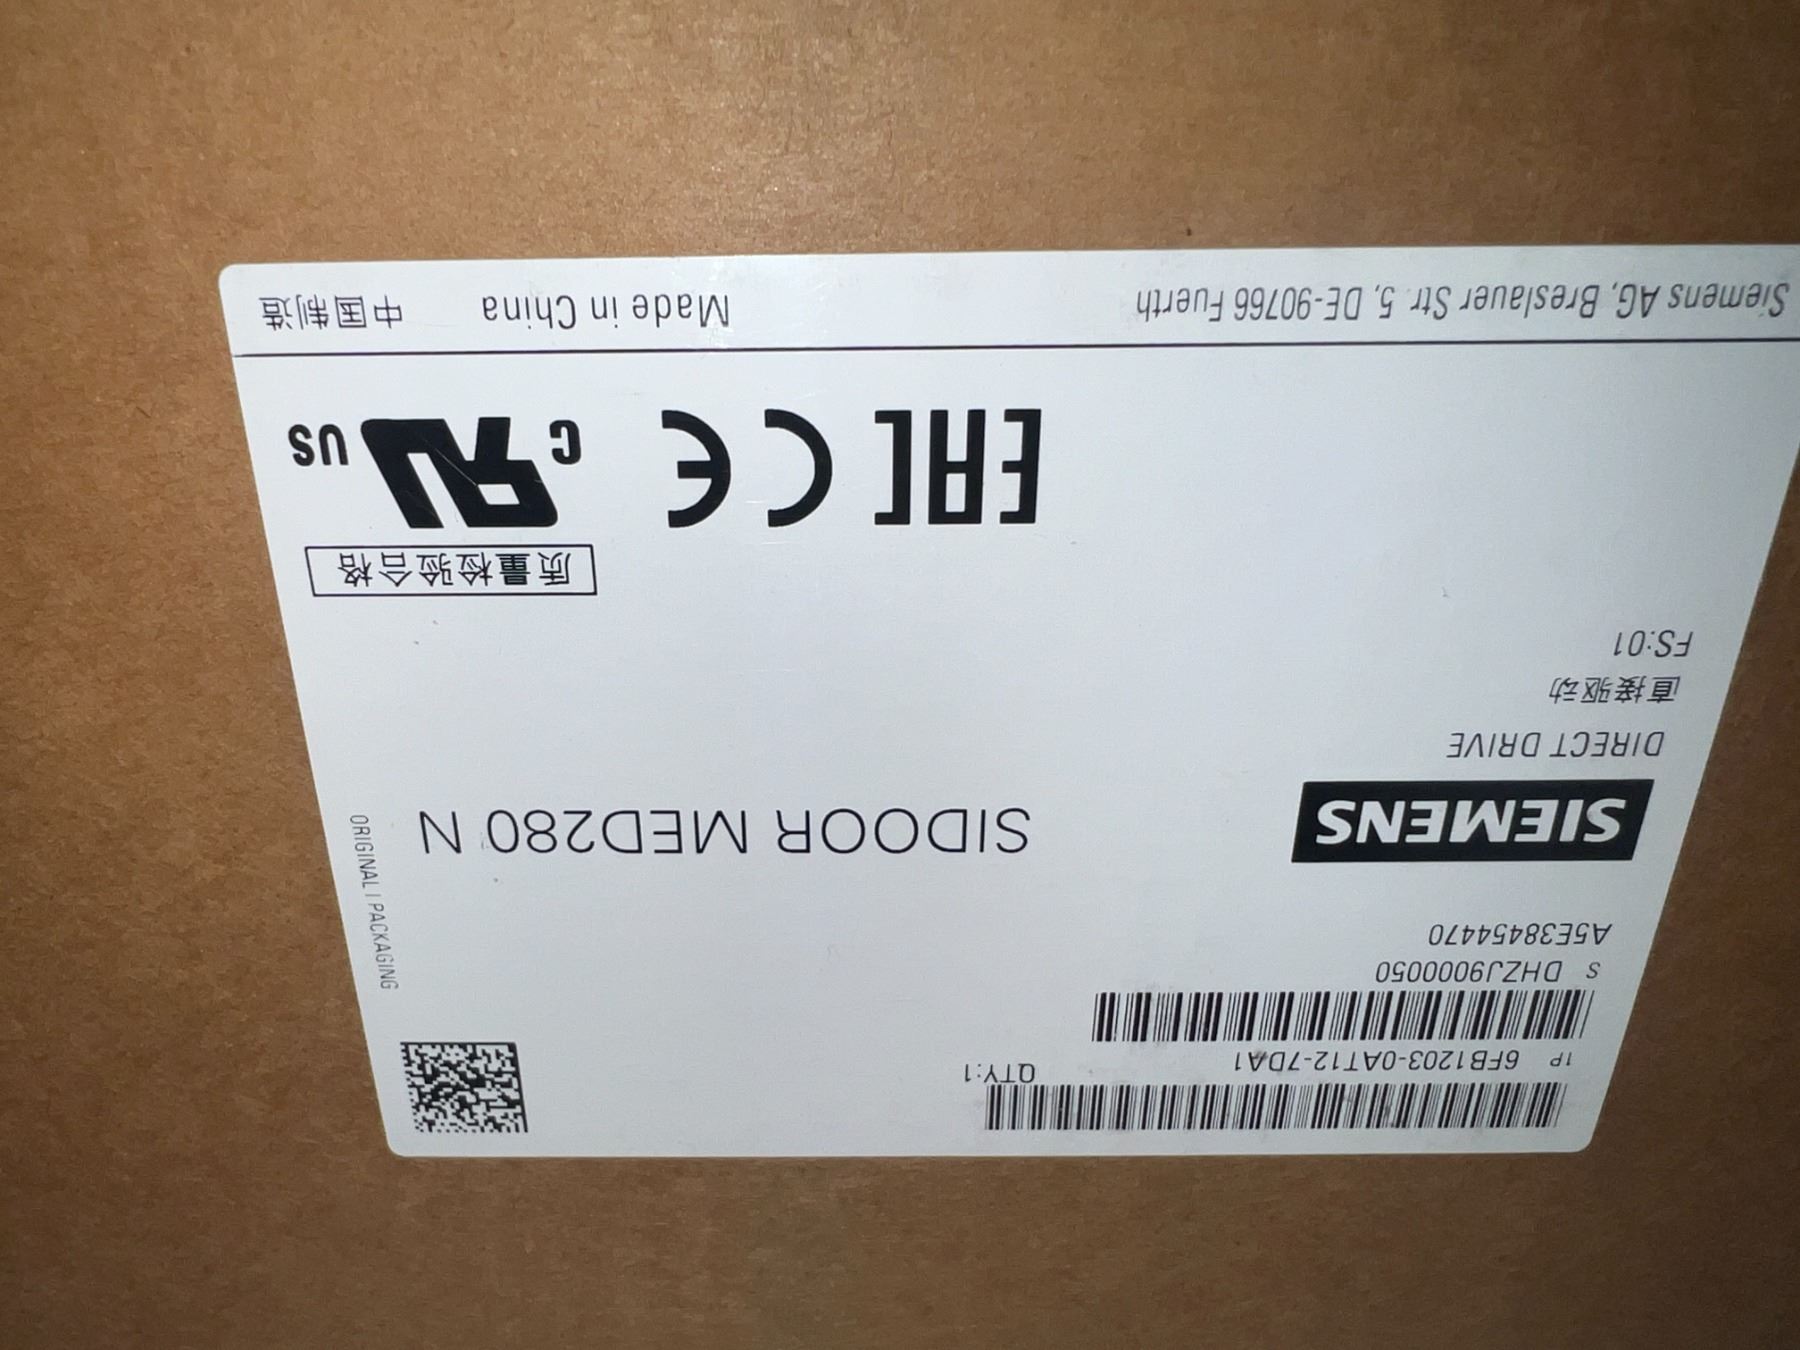 1P 6FB1203-0AT12-7DA1 QTY:1
S DHZJ9000050
A5E38454470
ORIGINAL | PACKAGING
SIEMENS
SIDOOR MED280 N
DIRECT DRIVE
直接驱动
FS:01
质量检验合格
EAC CE c UR US
Siemens AG, Breslauer Str. 5, DE-90766 Fuerth Made in China 中国制造